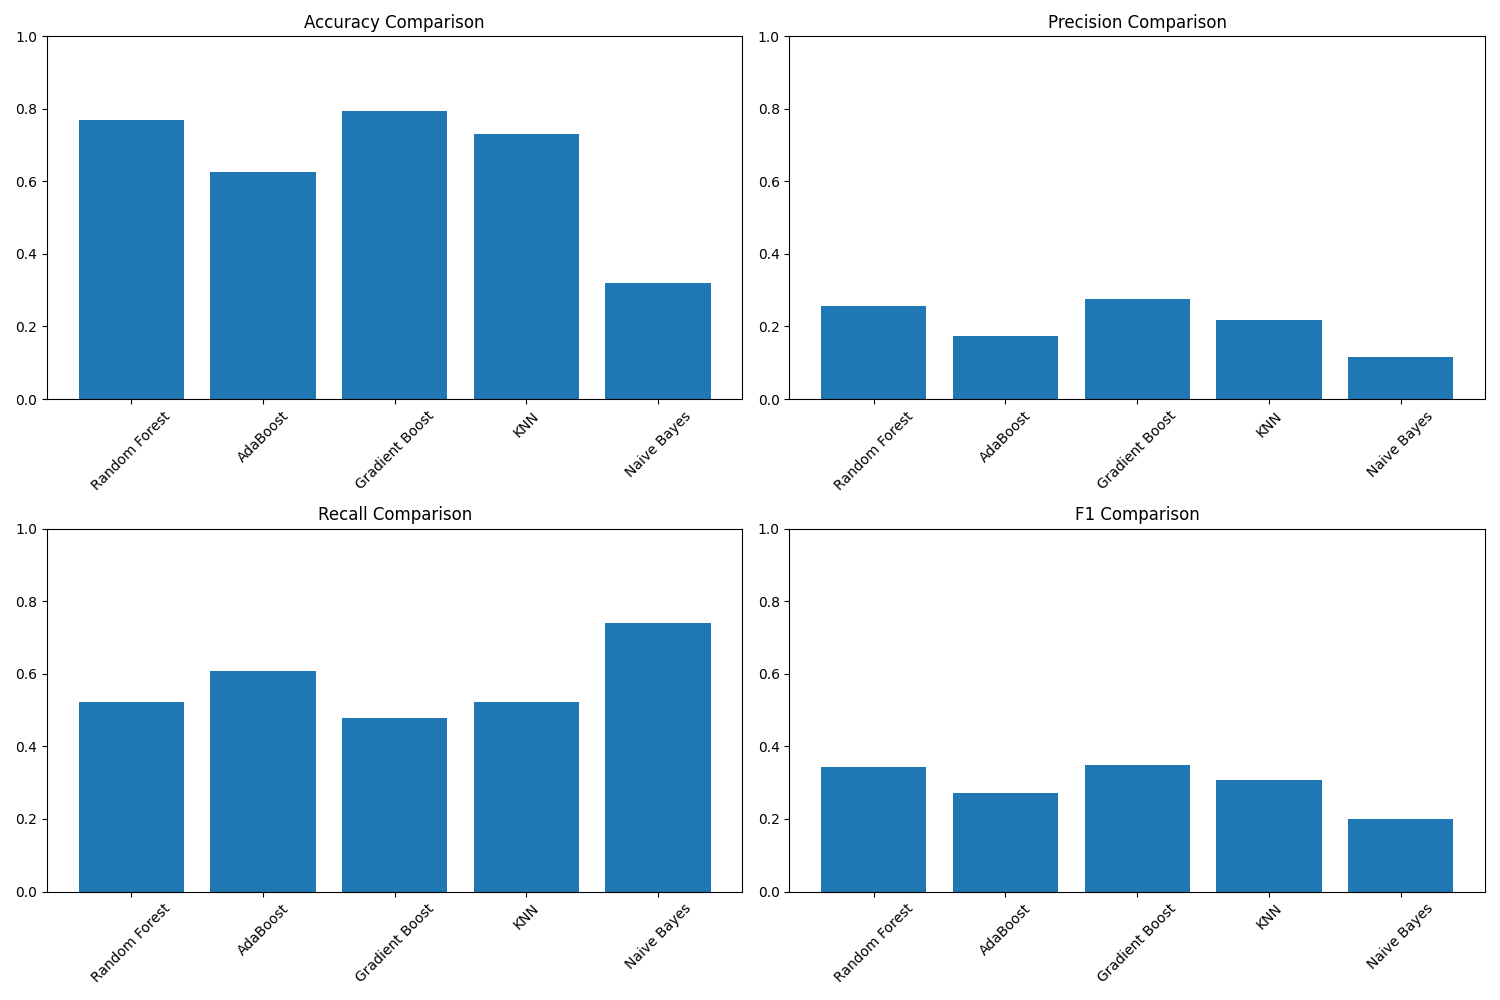 Accuracy Comparison
1.0
0.8
0.6
0.4
0.2
0.0
Random Forest
AdaBoost
Gradient Boost
KNN
Naive Bayes
Precision Comparison
1.0
0.8
0.6
0.4
0.2
0.0
Random Forest
AdaBoost
Gradient Boost
KNN
Naive Bayes
Recall Comparison
1.0
0.8
0.6
0.4
0.2
0.0
Random Forest
AdaBoost
Gradient Boost
KNN
Naive Bayes
F1 Comparison
1.0
0.8
0.6
0.4
0.2
0.0
Random Forest
AdaBoost
Gradient Boost
KNN
Naive Bayes